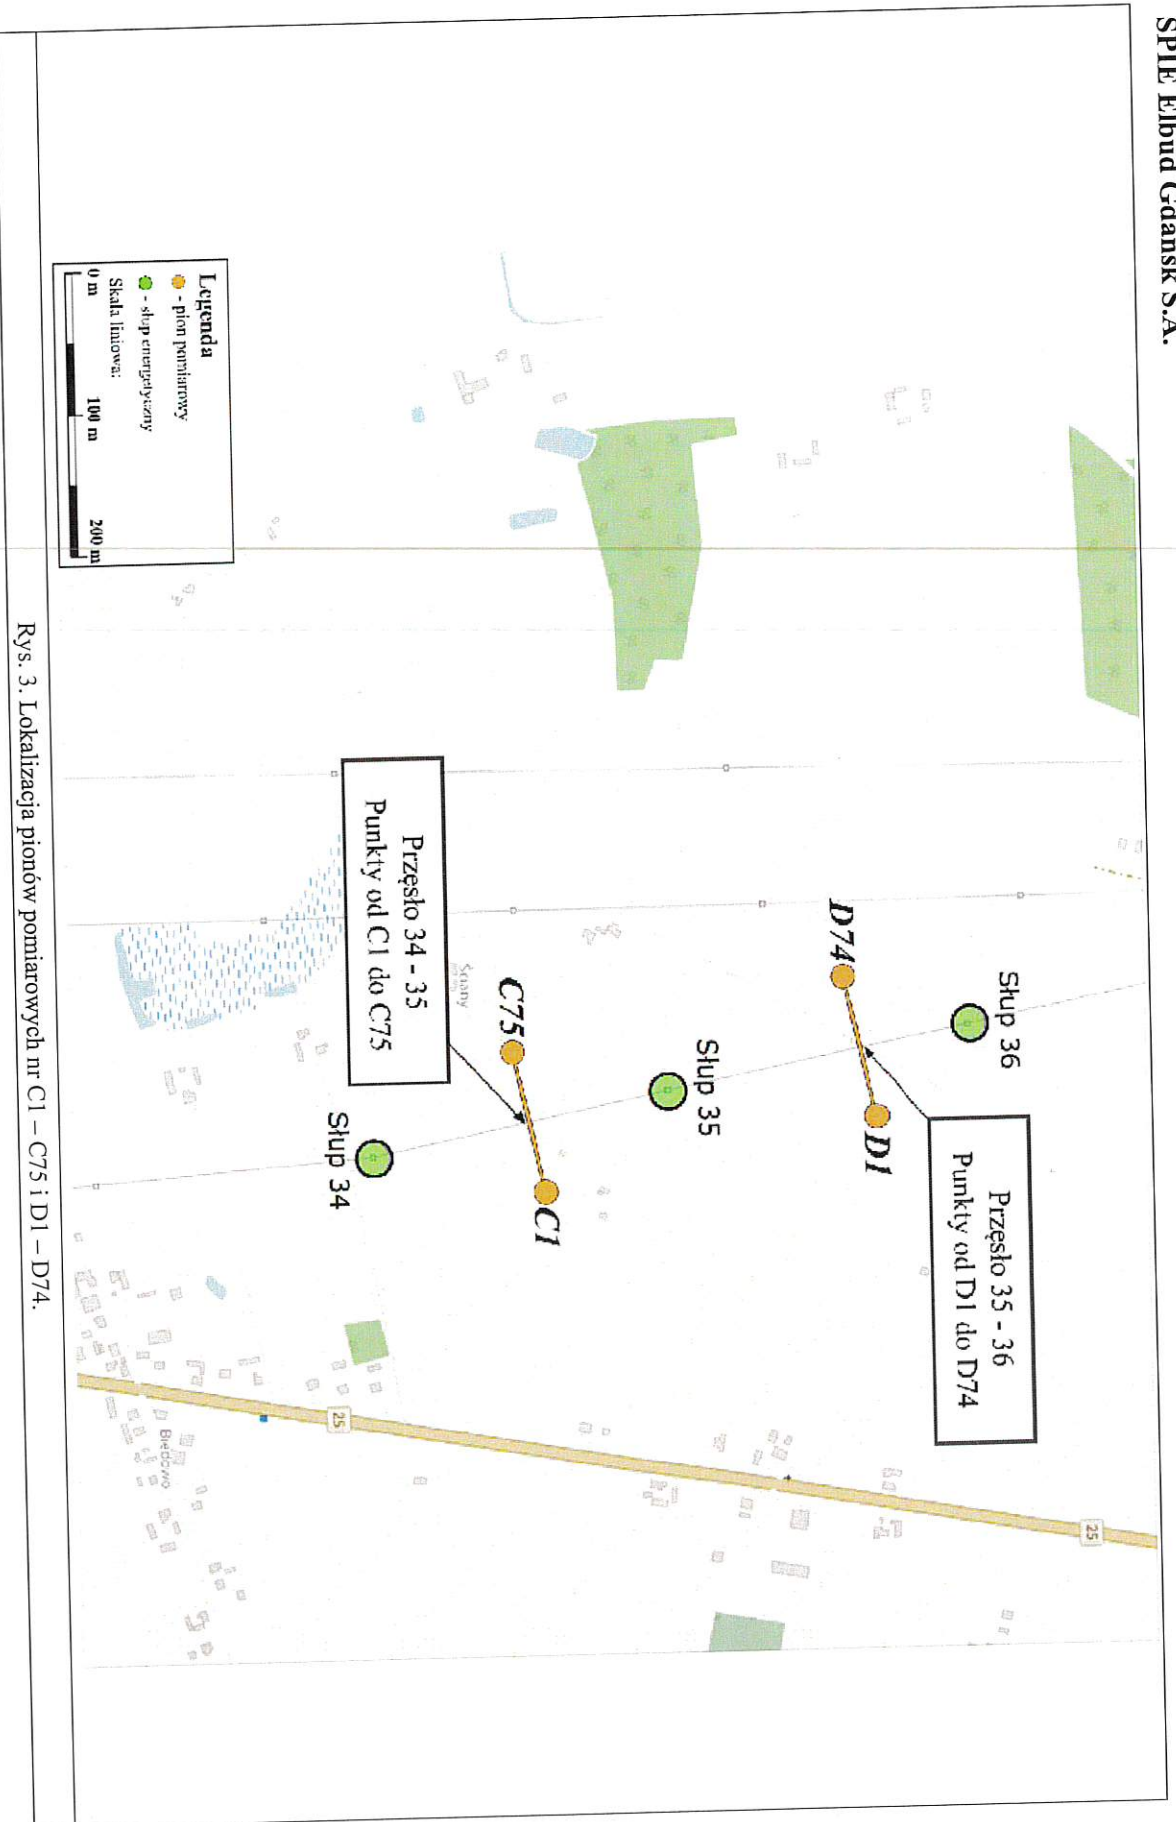 SPIE Elbud Gdańsk S.A.
Słup 36
Przęsło 35 - 36
Punkty od D1 do D74
D74
D1
25
Słup 35
C75
C1
Ściany
Przęsło 34 - 35
Punkty od C1 do C75
Słup 34
25
Biedowo
Legenda
- pion pomiarowy
- słup energetyczny
Skala liniowa:
0 m 100 m 200 m
Rys. 3. Lokalizacja pionów pomiarowych nr C1 – C75 i D1 – D74.